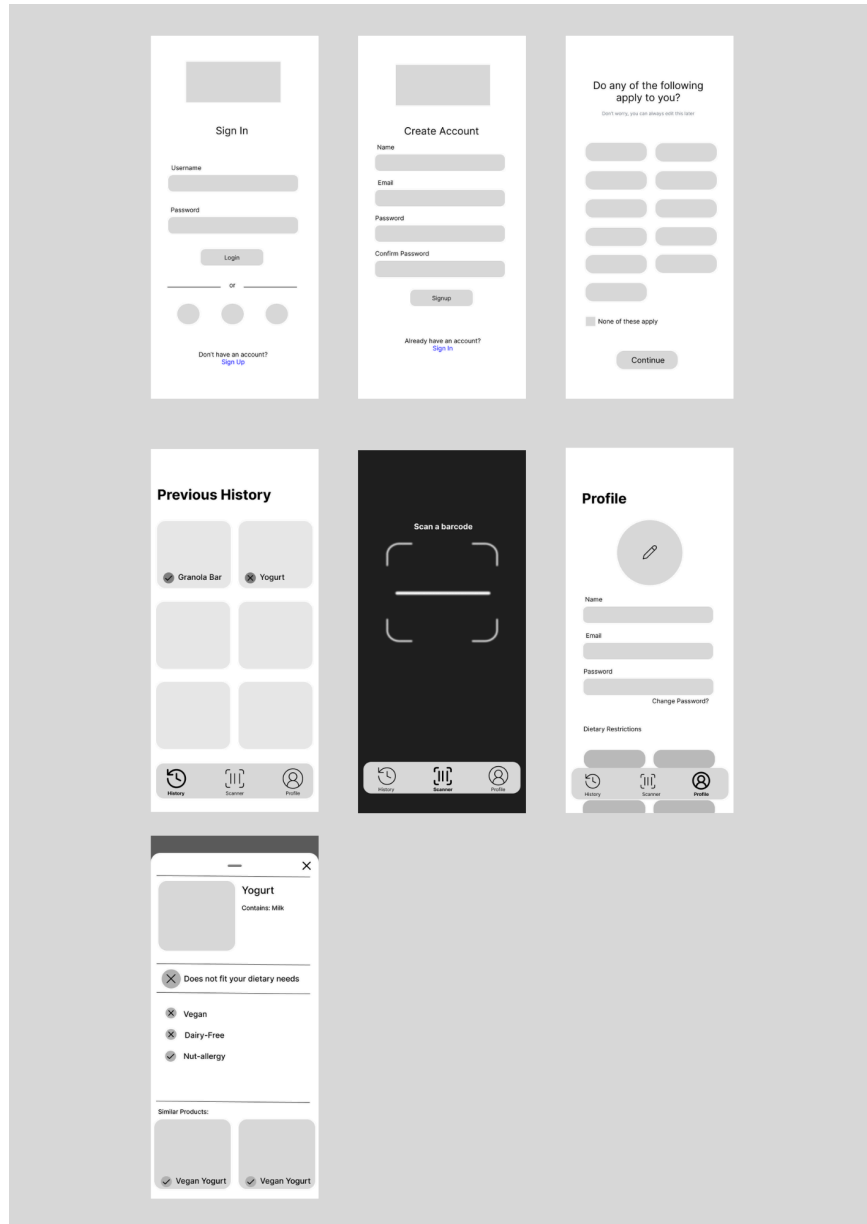 Sign In
Username
Password
Login
or
Don't have an account?
Sign Up
Create Account
Name
Email
Password
Confirm Password
Signup
Already have an account?
Sign In
Do any of the following
apply to you?
Don't worry, you can always edit this later
None of these apply
Continue
Previous History
Granola Bar
Yogurt
History
Scanner
Profile
Scan a barcode
History
Scanner
Profile
Profile
Name
Email
Password
Change Password?
Dietary Restrictions
History
Scanner
Profile
Yogurt
Contains: Milk
Does not fit your dietary needs
Vegan
Dairy-Free
Nut-allergy
Similar Products:
Vegan Yogurt
Vegan Yogurt